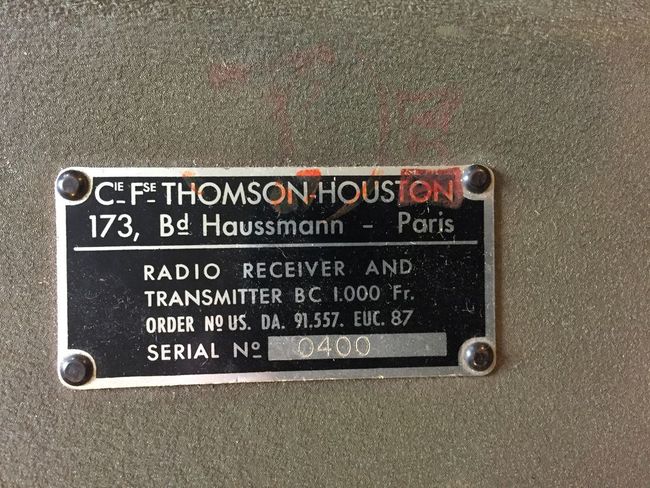 CIE FSE THOMSON-HOUSTON
173, Bd Haussmann - Paris
RADIO RECEIVER AND
TRANSMITTER BC 1.000 Fr.
ORDER Nº US. DA. 91.557. EUC. 87
SERIAL Nº 0400